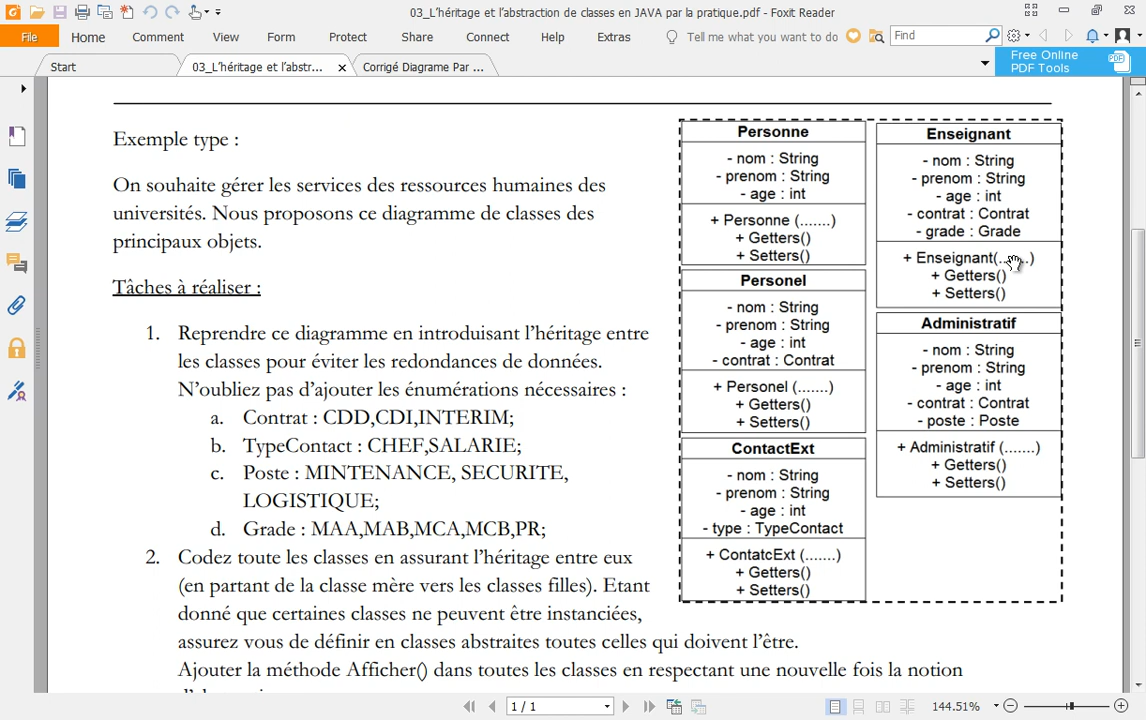 03_L'héritage et l'abstraction de classes en JAVA par la pratique.pdf - Foxit Reader
File Home Comment View Form Protect Share Connect Help Extras Tell me what you want to do Find
Start 03_L'héritage et l'abstr... Corrigé Diagrame Par ... Free Online PDF Tools
Exemple type :
On souhaite gérer les services des ressources humaines des
universités. Nous proposons ce diagramme de classes des
principaux objets.
Tâches à réaliser :
1. Reprendre ce diagramme en introduisant l'héritage entre
les classes pour éviter les redondances de données.
N'oubliez pas d'ajouter les énumérations nécessaires :
a. Contrat : CDD,CDI,INTERIM;
b. TypeContact : CHEF,SALARIE;
c. Poste : MINTENANCE, SECURITE,
LOGISTIQUE;
d. Grade : MAA,MAB,MCA,MCB,PR;
2. Codez toute les classes en assurant l'héritage entre eux
(en partant de la classe mère vers les classes filles). Etant
donné que certaines classes ne peuvent être instanciées,
assurez vous de définir en classes abstraites toutes celles qui doivent l'être.
Ajouter la méthode Afficher() dans toutes les classes en respectant une nouvelle fois la notion
Personne
- nom : String
- prenom : String
- age : int
+ Personne (.......)
+ Getters()
+ Setters()
Personel
- nom : String
- prenom : String
- age : int
- contrat : Contrat
+ Personel (.......)
+ Getters()
+ Setters()
ContactExt
- nom : String
- prenom : String
- age : int
- type : TypeContact
+ ContatcExt (.......)
+ Getters()
+ Setters()
Enseignant
- nom : String
- prenom : String
- age : int
- contrat : Contrat
- grade : Grade
+ Enseignant(.......)
+ Getters()
+ Setters()
Administratif
- nom : String
- prenom : String
- age : int
- contrat : Contrat
- poste : Poste
+ Administratif (.......)
+ Getters()
+ Setters()
1 / 1 144.51%